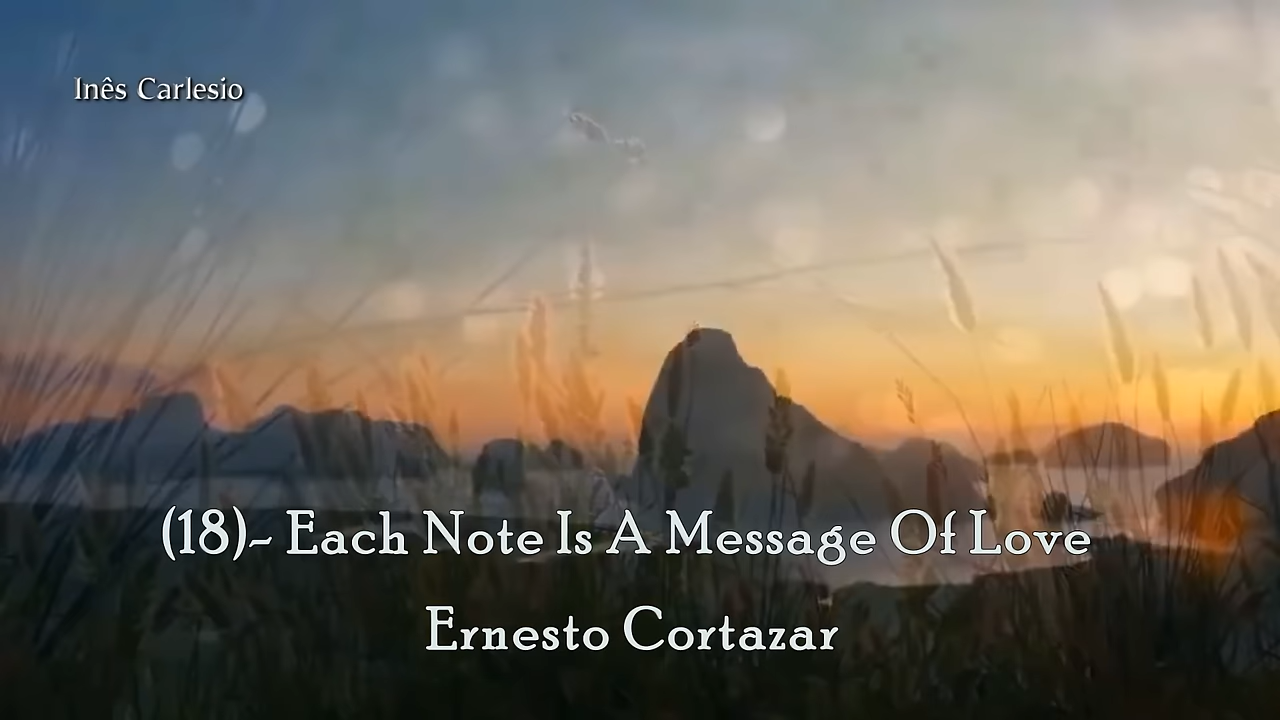 Inês Carlesio
(18)- Each Note Is A Message Of Love
Ernesto Cortazar